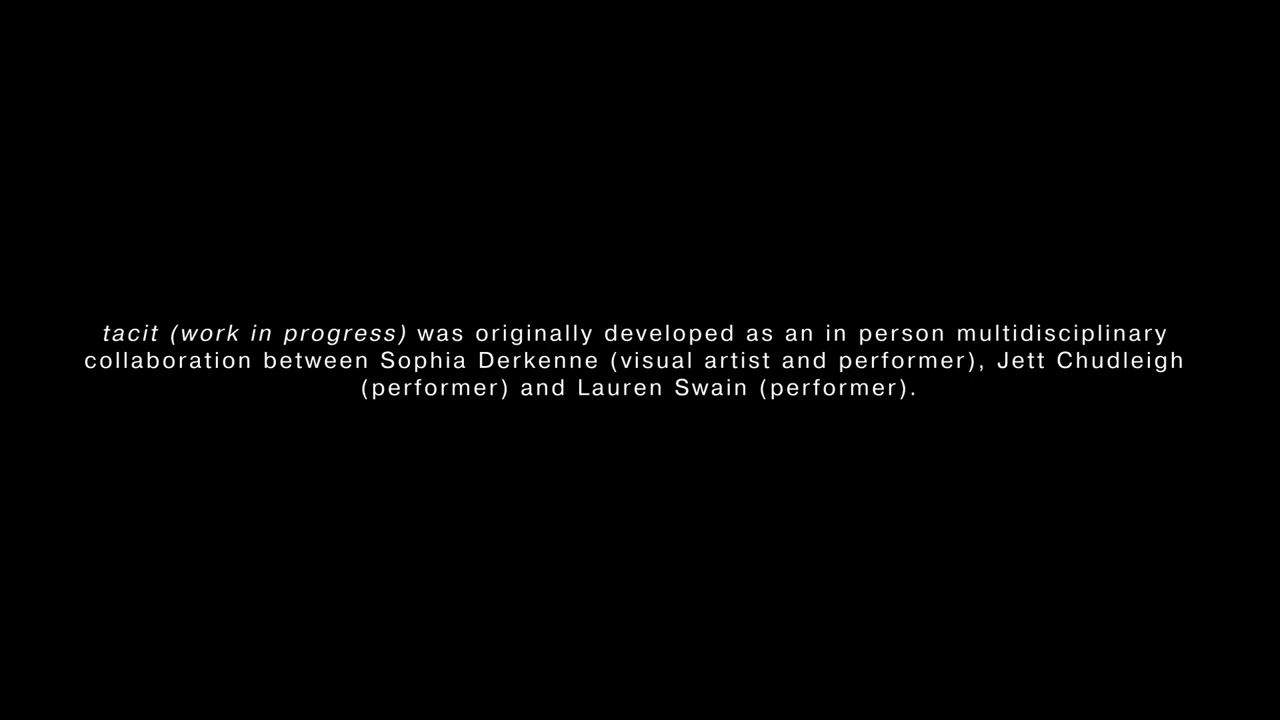 tacit (work in progress) was originally developed as an in person multidisciplinary
collaboration between Sophia Derkenne (visual artist and performer), Jett Chudleigh
(performer) and Lauren Swain (performer).